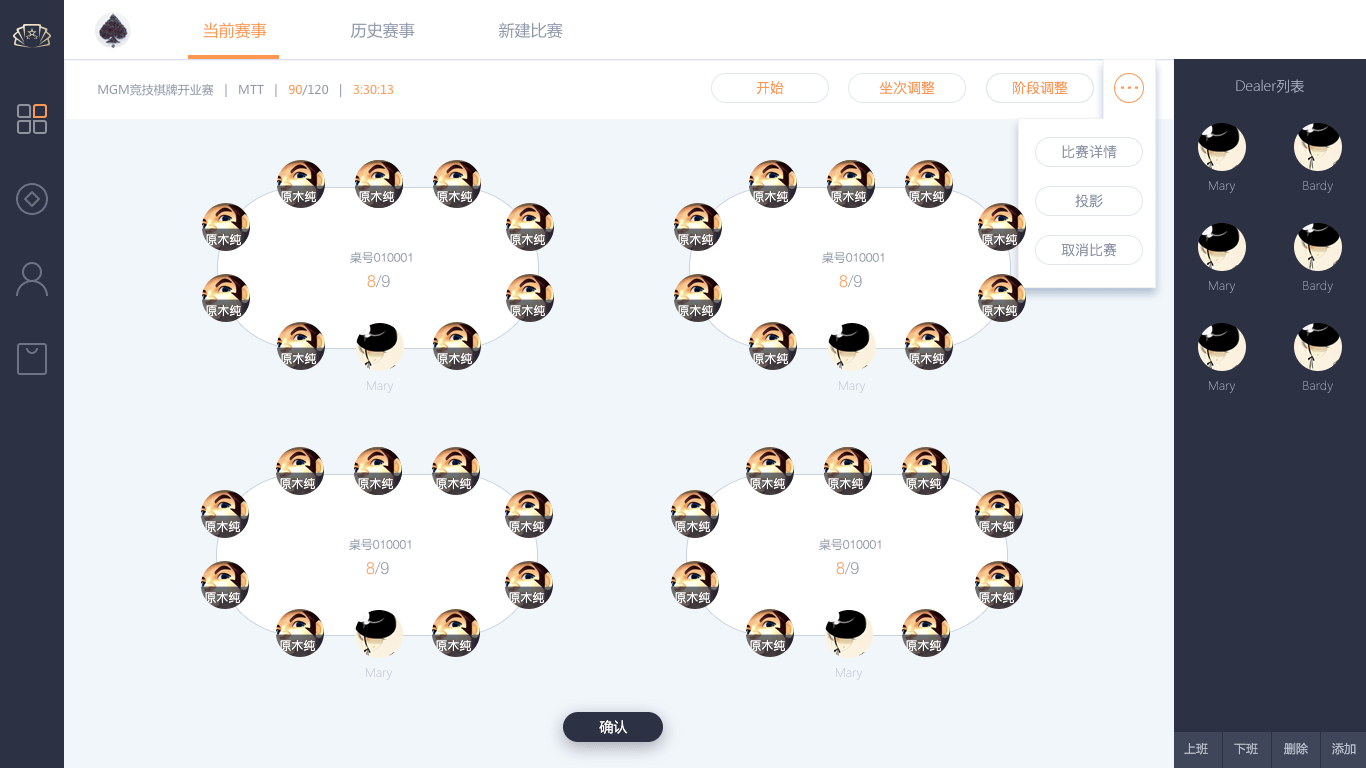 当前赛事 历史赛事 新建比赛
MGM竞技棋牌开业赛 | MTT | 90/120 | 3:30:13 开始 坐次调整 阶段调整
Dealer列表
比赛详情
投影
取消比赛
原木纯 原木纯 原木纯
原木纯 原木纯
桌号010001
8/9
原木纯 原木纯
原木纯 原木纯
Mary
原木纯 原木纯 原木纯
原木纯 原木纯
桌号010001
8/9
原木纯 原木纯
原木纯 原木纯
Mary
原木纯 原木纯 原木纯
原木纯 原木纯
桌号010001
8/9
原木纯 原木纯
原木纯 原木纯
Mary
原木纯 原木纯 原木纯
原木纯 原木纯
桌号010001
8/9
原木纯 原木纯
原木纯 原木纯
Mary
确认
Mary Bardy
Mary Bardy
Mary Bardy
上班 下班 删除 添加